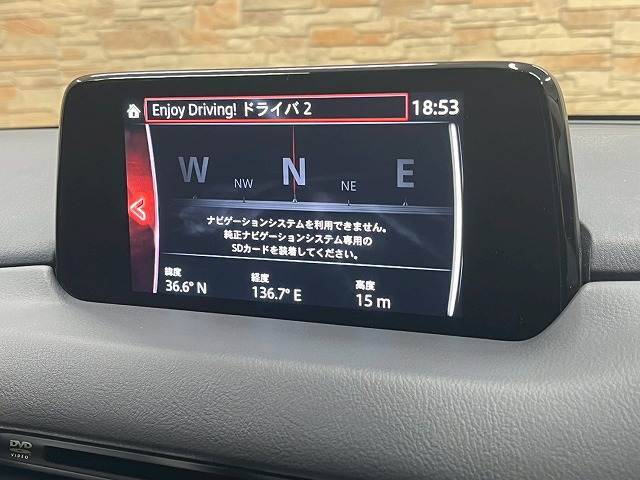 Enjoy Driving! ドライバ 2
18:53
W NW N NE E
ナビゲーションシステムを利用できません。
純正ナビゲーションシステム専用の
SDカードを装着してください。
緯度 経度 高度
36.6° N 136.7° E 15 m
DVD
VIDEO